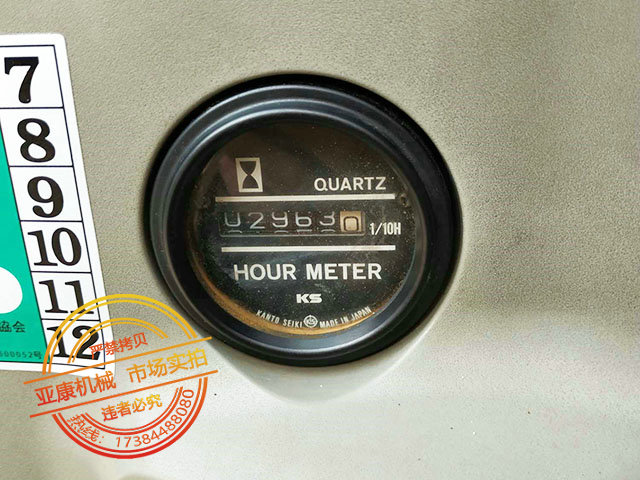 7
8
9
10
11
12
協会
QUARTZ
02963 0
1/10H
HOUR METER
KS
KANTO SEIKI MADE IN JAPAN
严禁拷贝
亚康机械 市场实拍
违者必究
热线：17384488080